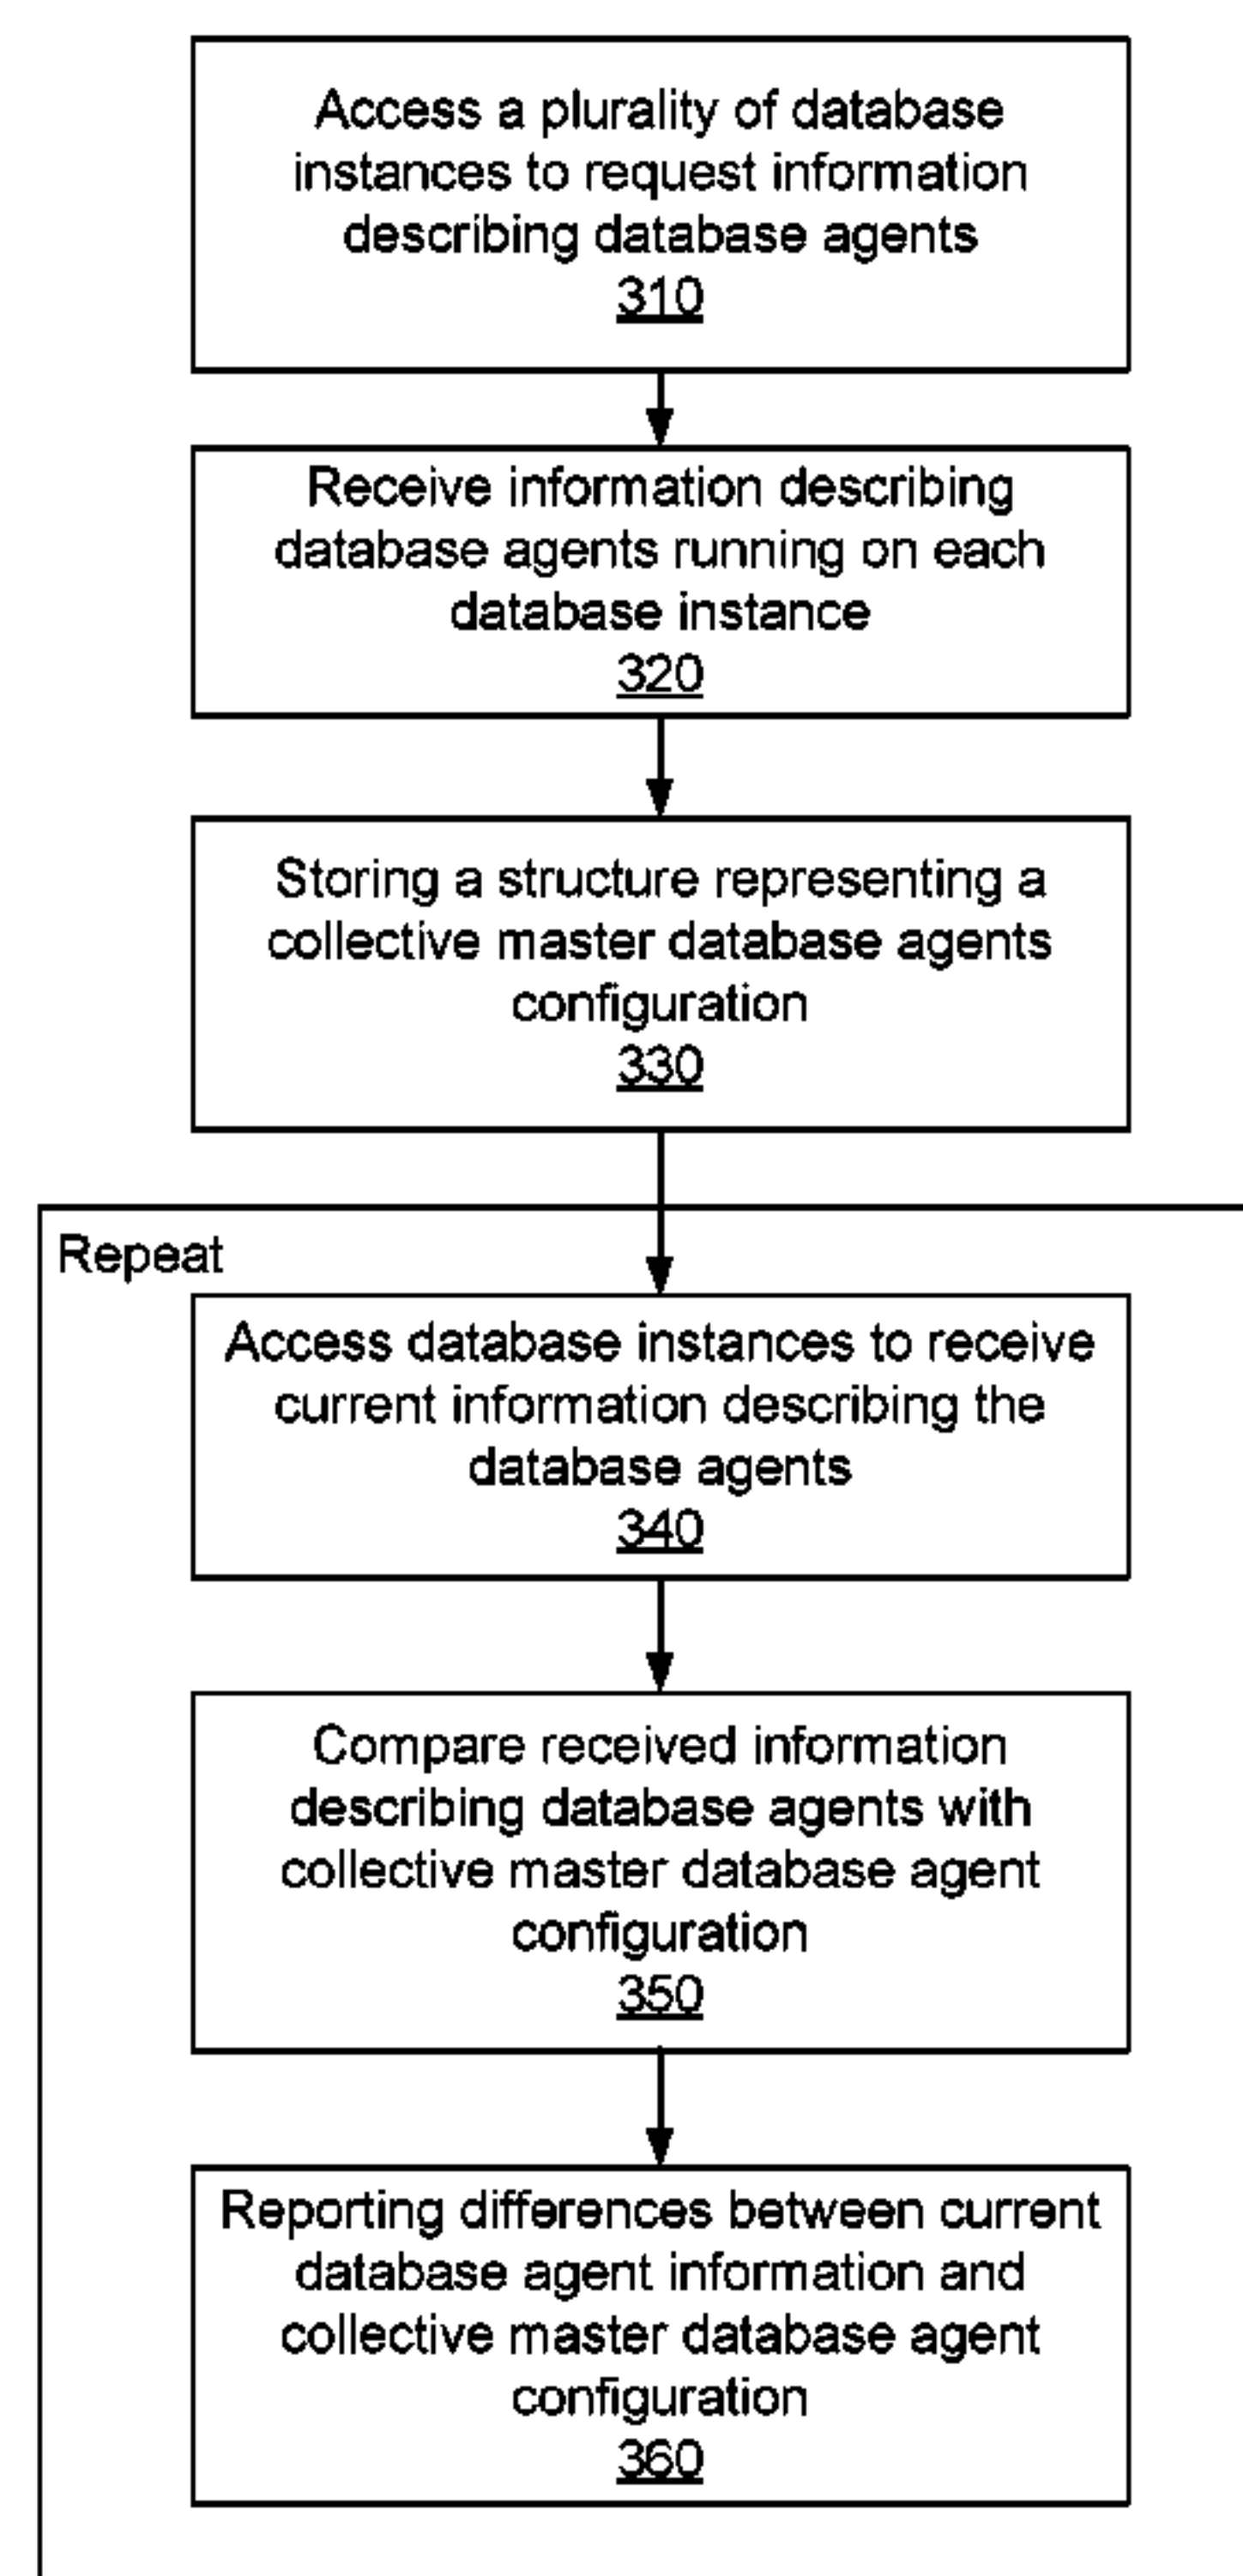 Access a plurality of database
instances to request information
describing database agents
310
Receive information describing
database agents running on each
database instance
320
Storing a structure representing a
collective master database agents
configuration
330
Repeat
Access database instances to receive
current information describing the
database agents
340
Compare received information
describing database agents with
collective master database agent
configuration
350
Reporting differences between current
database agent information and
collective master database agent
configuration
360